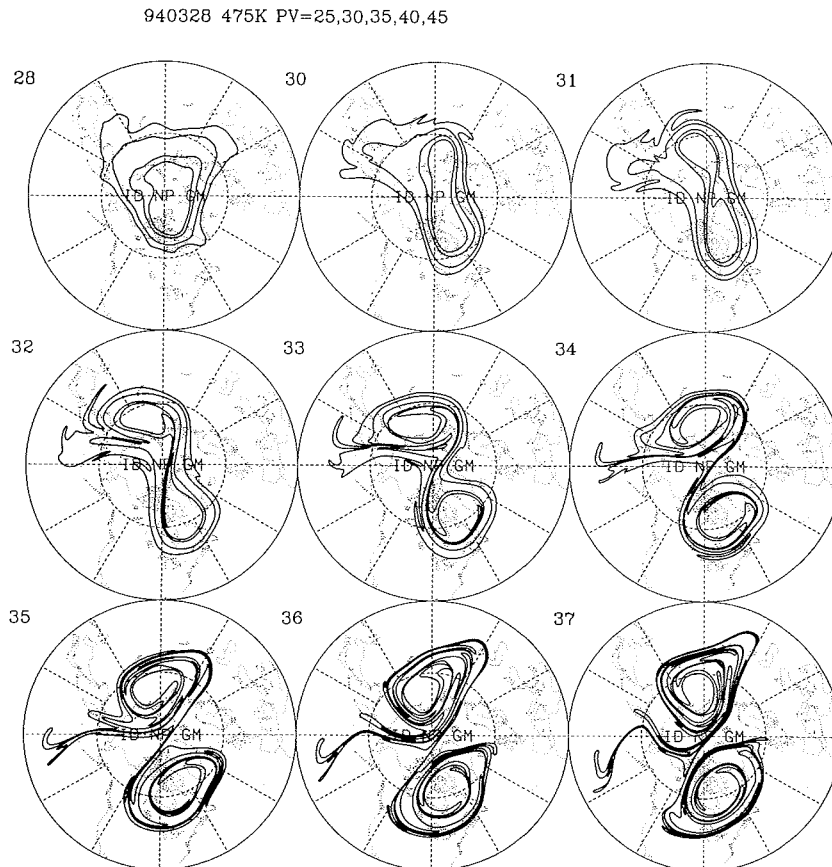 940328 475K PV=25,30,35,40,45
28 30 31
ID NP GM ID NP GM ID NP GM
32 33 34
ID NP GM ID NP GM ID NP GM
35 36 37
ID NP GM ID NP GM ID NP GM